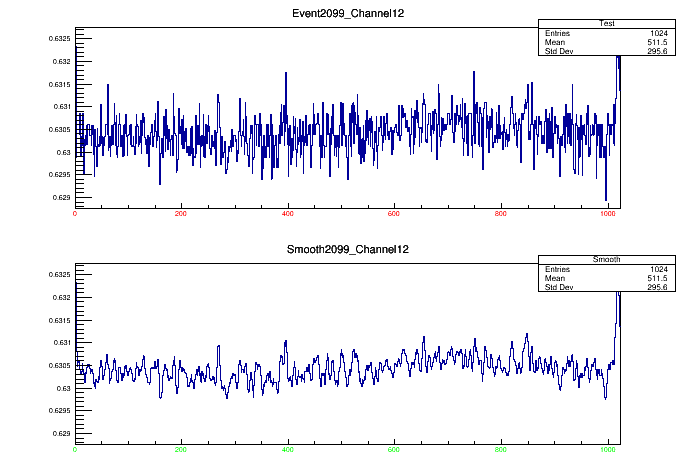 Event2099_Channel12
Test
Entries 1024
Mean 511.5
Std Dev 295.6
0.6325
0.632
0.6315
0.631
0.6305
0.63
0.6295
0.629
0 200 400 600 800 1000
Smooth2099_Channel12
Smooth
Entries 1024
Mean 511.5
Std Dev 295.6
0.6325
0.632
0.6315
0.631
0.6305
0.63
0.6295
0.629
0 200 400 600 800 1000